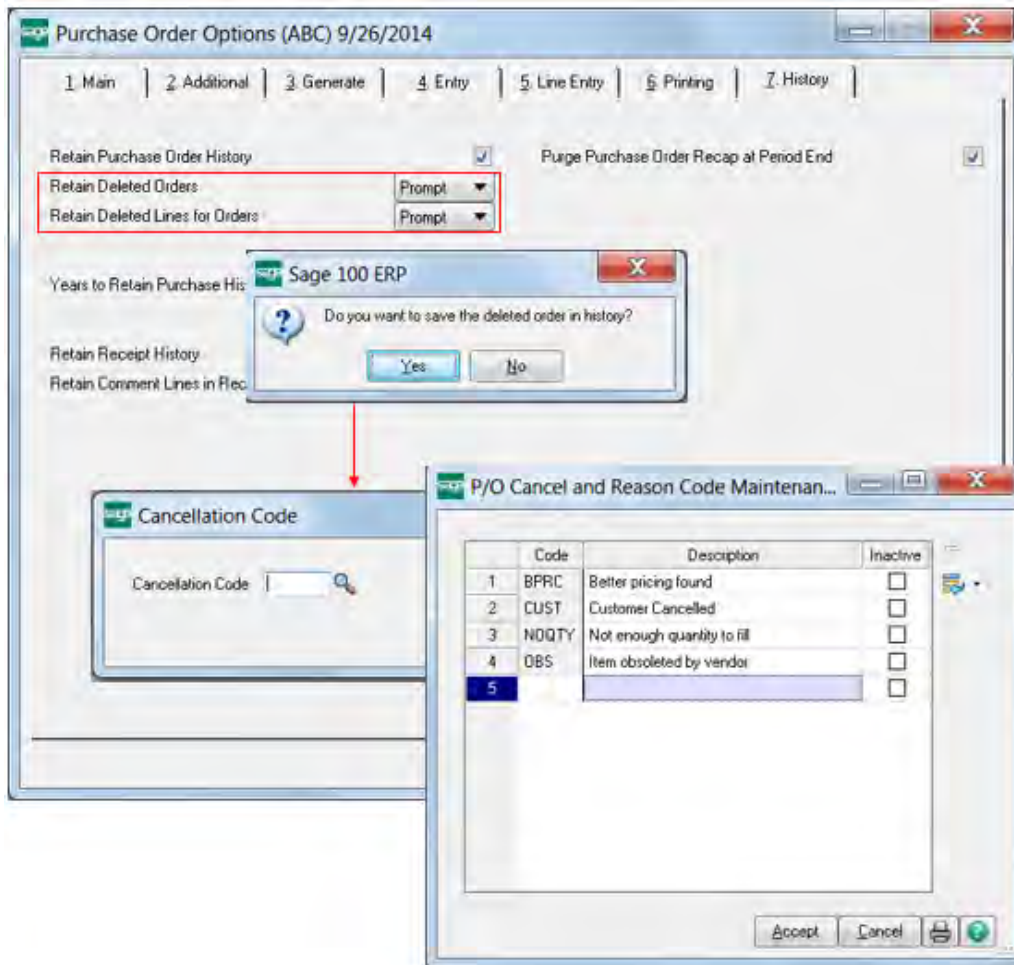 sage Purchase Order Options (ABC) 9/26/2014
1. Main 2. Additional 3. Generate 4. Entry 5. Line Entry 6. Printing 7. History
Retain Purchase Order History Purge Purchase Order Recap at Period End
Retain Deleted Orders Prompt
Retain Deleted Lines for Orders Prompt
sage Sage 100 ERP
Years to Retain Purchase His
Do you want to save the deleted order in history?
Yes No
Retain Receipt History
Retain Comment Lines in Rec
sage Cancellation Code
Cancellation Code
sage P/O Cancel and Reason Code Maintenan...
Code Description Inactive
1 BPRC Better pricing found
2 CUST Customer Cancelled
3 NOQTY Not enough quantity to fill
4 OBS Item obsoleted by vendor
5
Accept Cancel